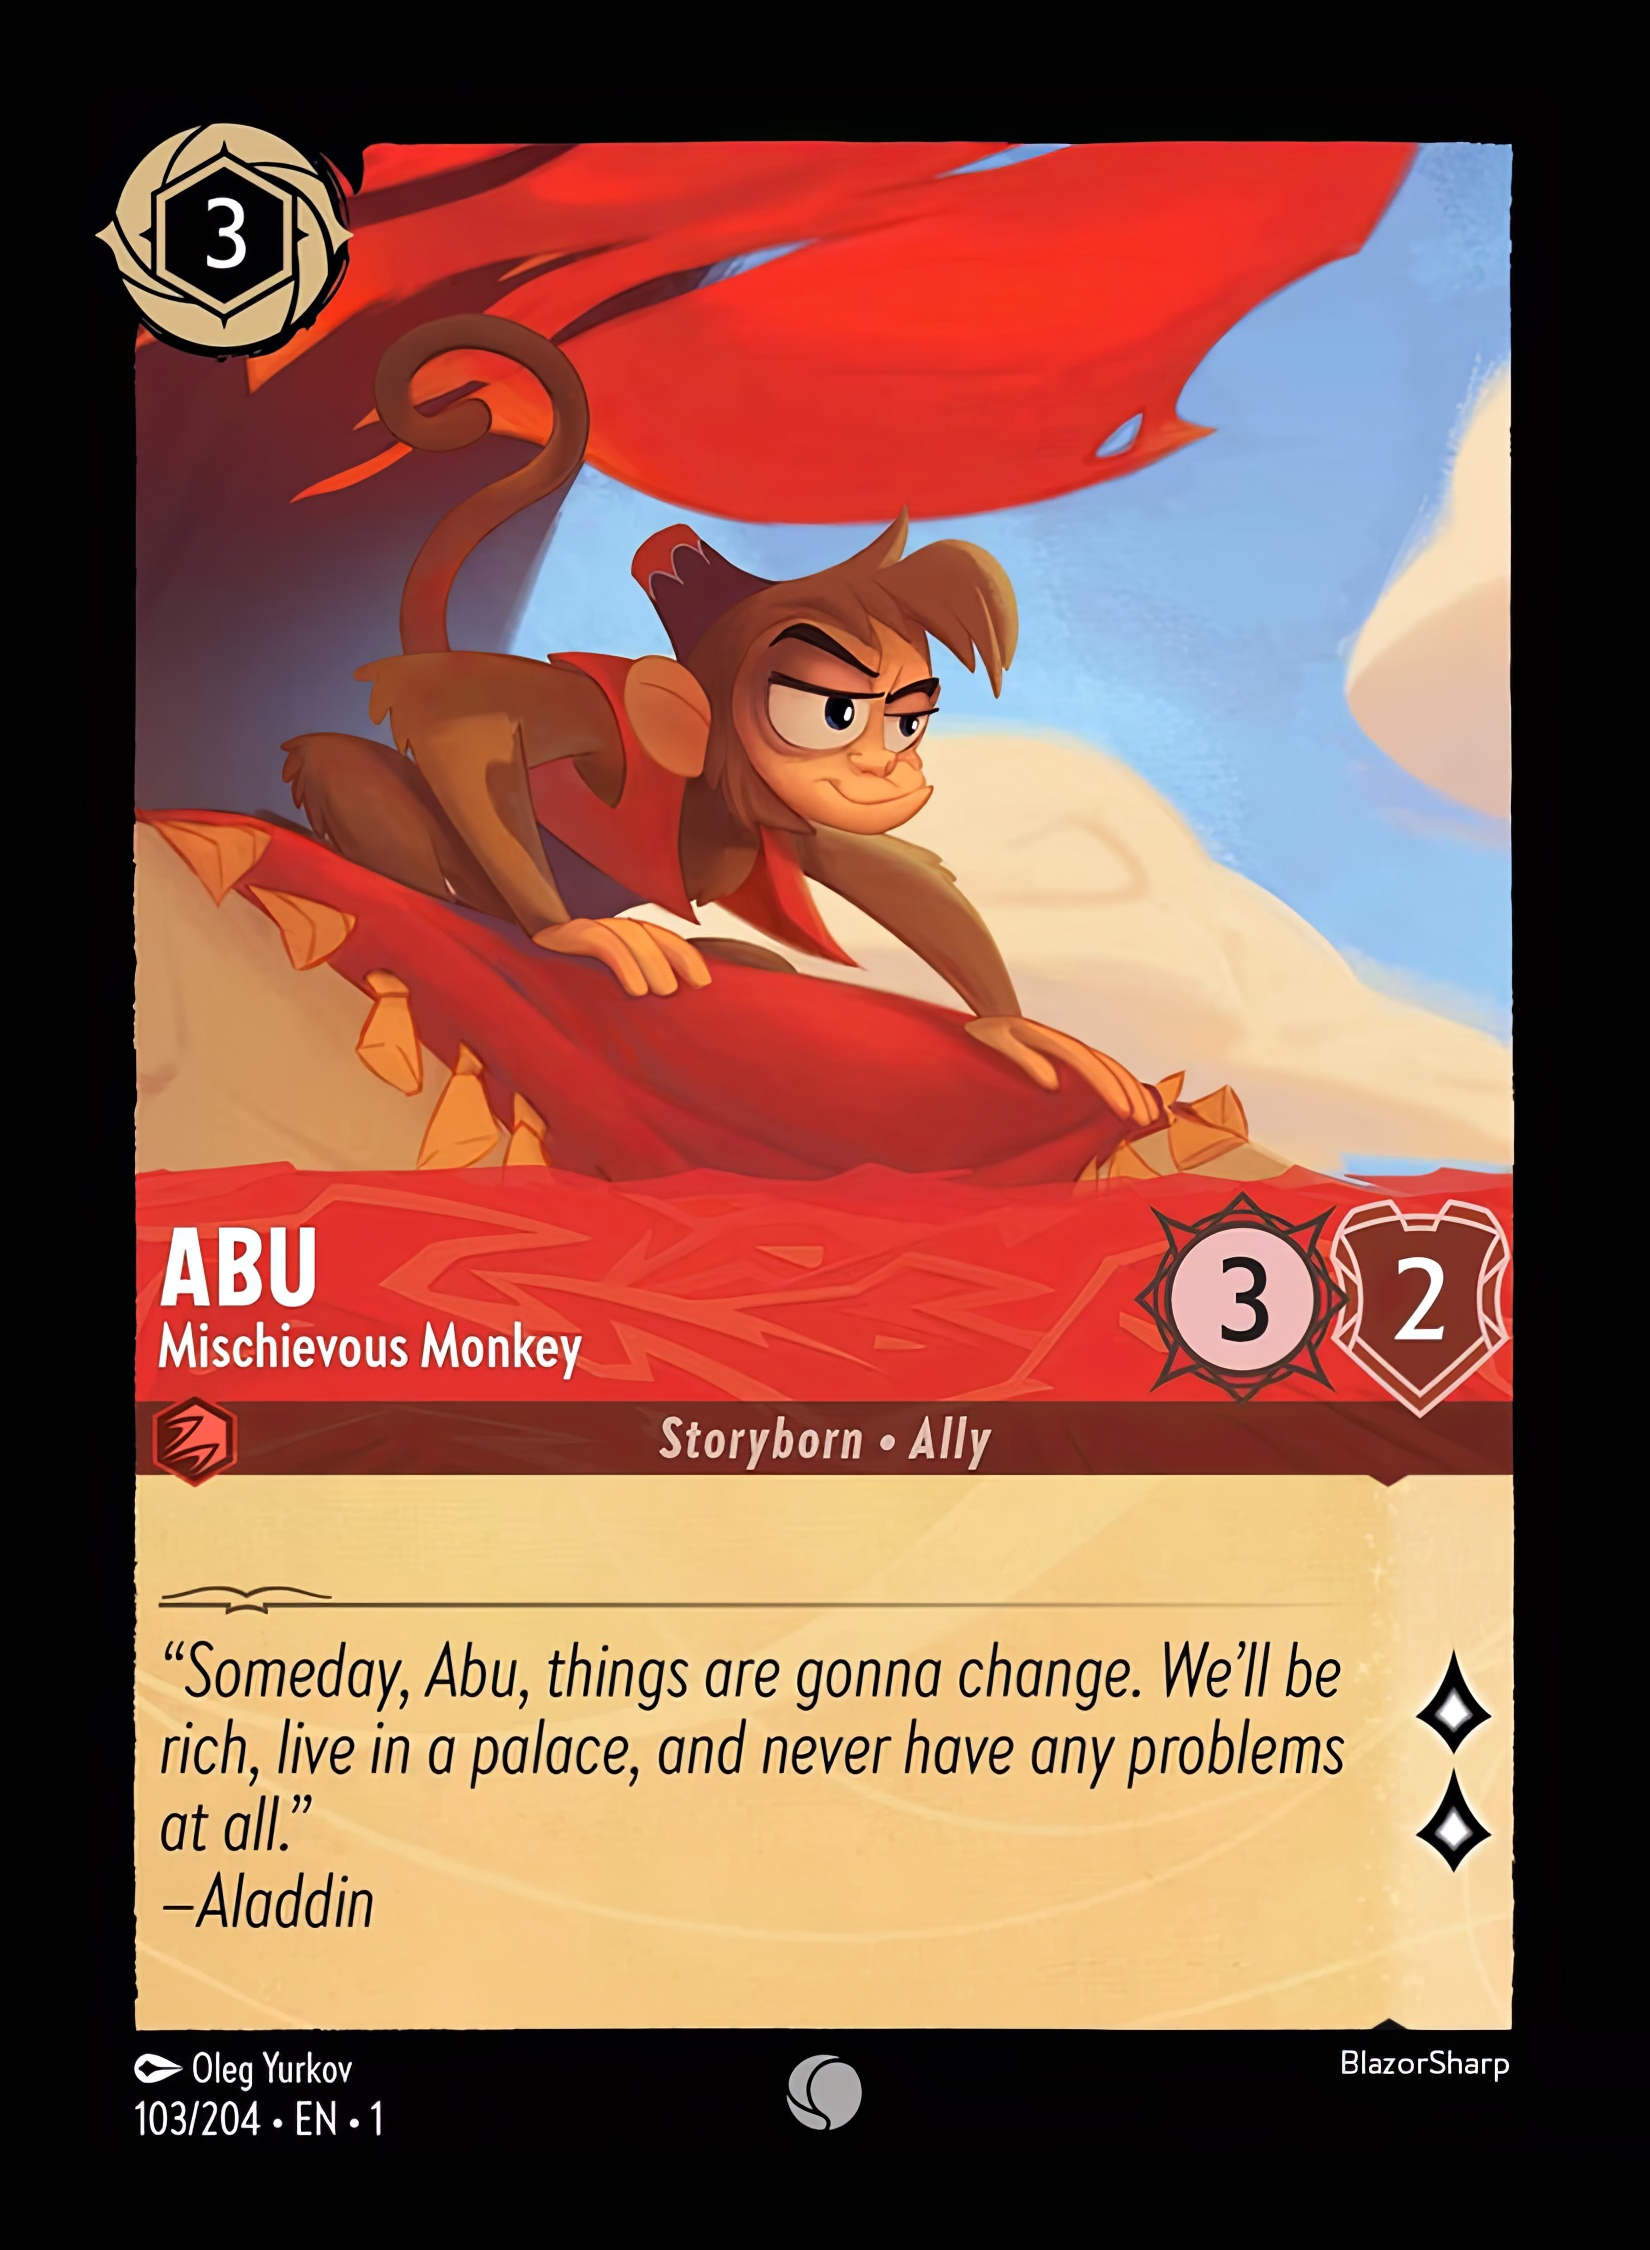 3
ABU
Mischievous Monkey
3
2
Storyborn • Ally
“Someday, Abu, things are gonna change. We’ll be
rich, live in a palace, and never have any problems
at all.”
–Aladdin
Oleg Yurkov
BlazorSharp
103/204 • EN • 1